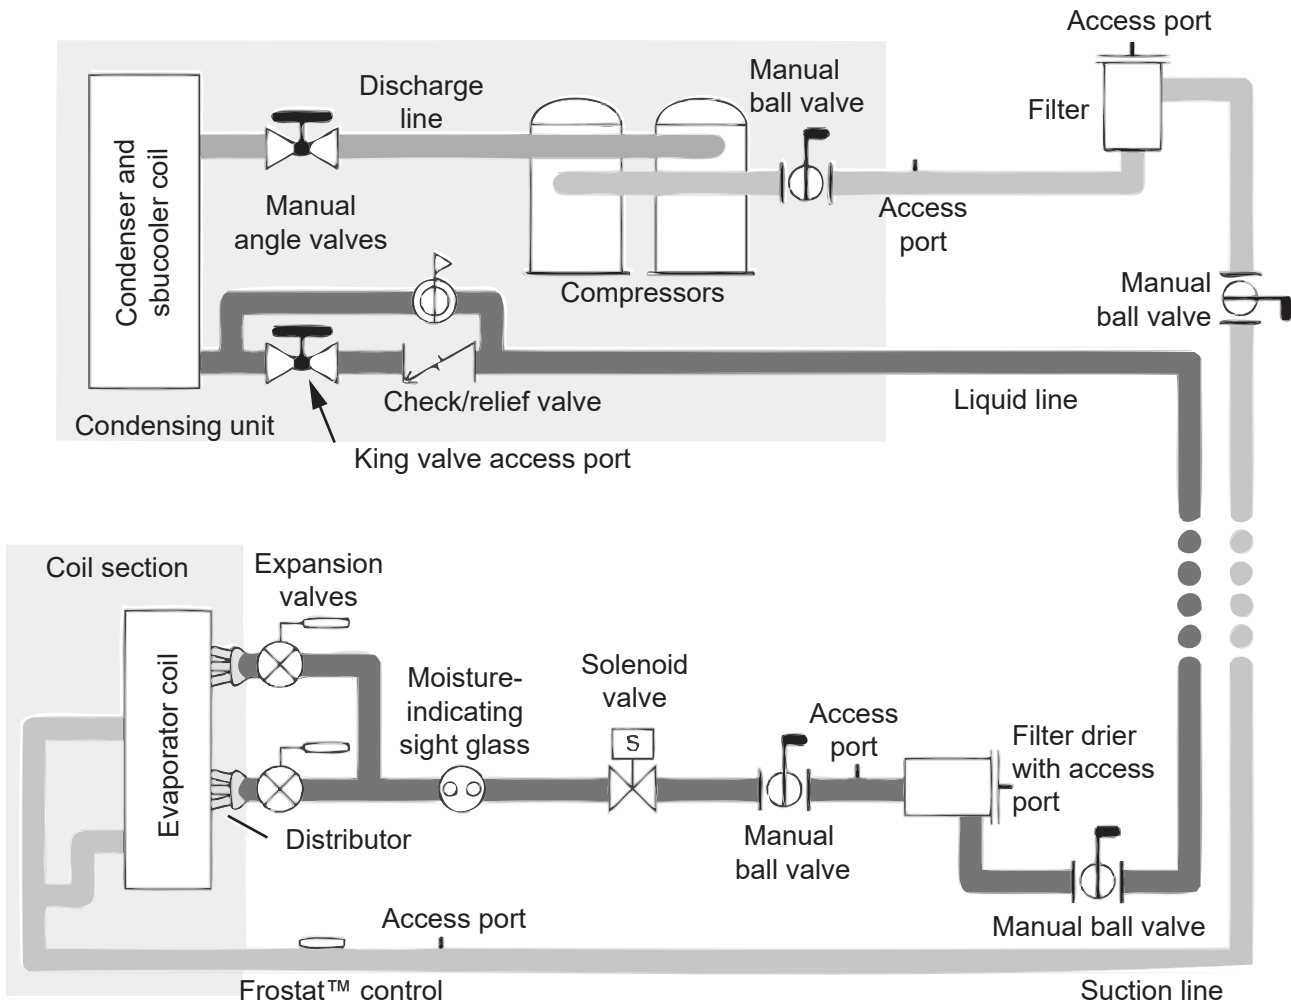 Access port
Filter
Manual
ball valve
Discharge
line
Condenser and
sbucooler coil
Manual
angle valves
Access
port
Compressors
Manual
ball valve
Check/relief valve
Liquid line
Condensing unit
King valve access port
Coil section
Expansion
valves
Evaporator coil
Moisture-
indicating
sight glass
Solenoid
valve
S
Access
port
Filter drier
with access
port
Distributor
Manual
ball valve
Manual ball valve
Access port
Frostat™ control
Suction line